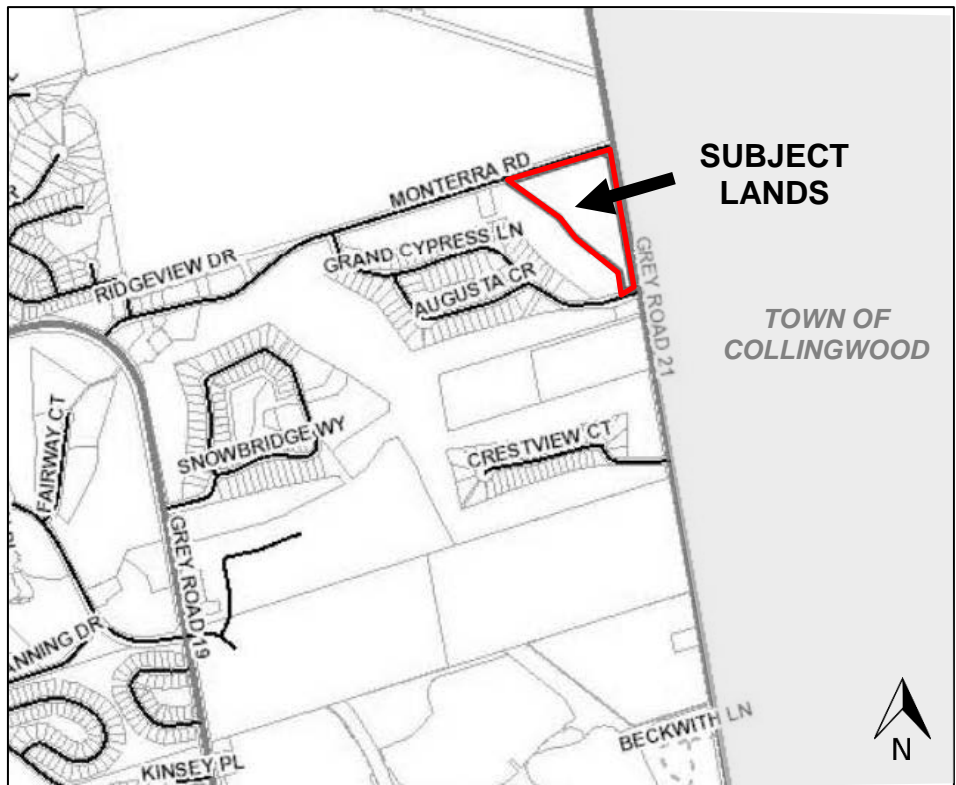 MONTERRA RD
SUBJECT
LANDS
GRAND CYPRESS LN
RIDGEVIEW DR
AUGUSTA CR
GREY ROAD 21
TOWN OF
COLLINGWOOD
FAIRWAY CT
SNOWBRIDGE WY
CRESTVIEW CT
GREY ROAD 19
ANNING DR
BECKWITH LN
N
KINSEY PL